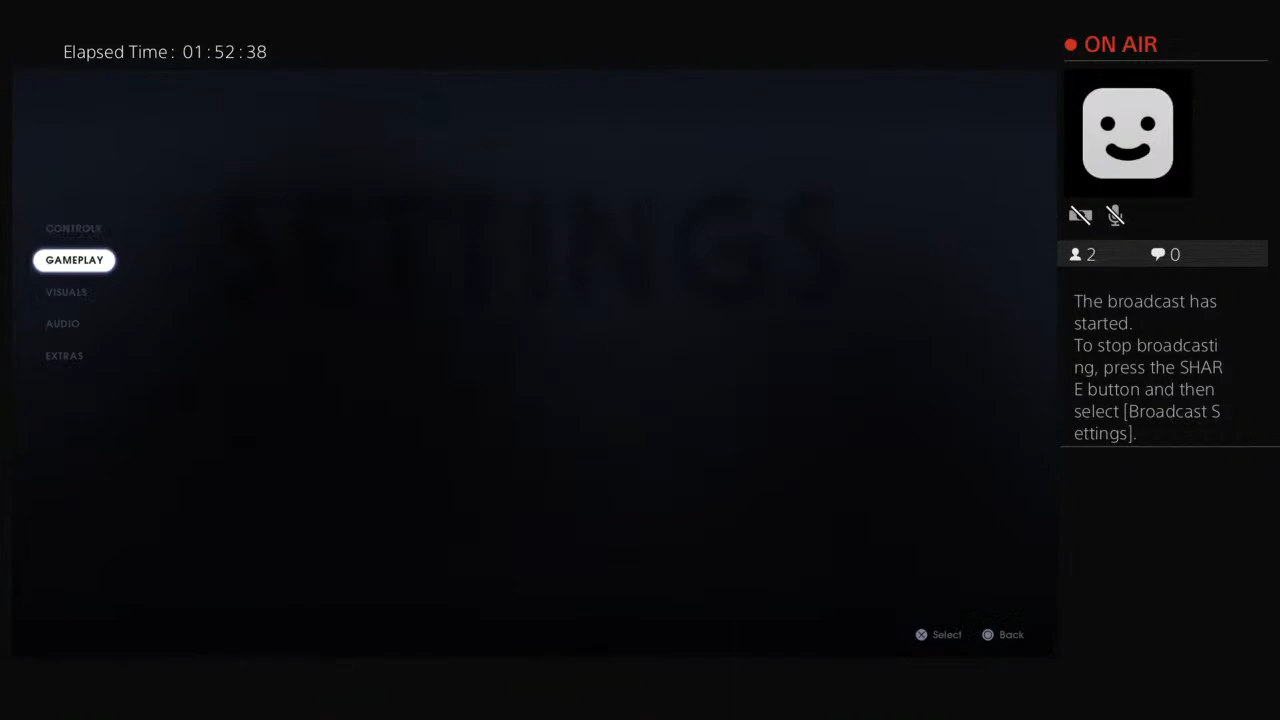 Elapsed Time: 01:52:38
ON AIR
SETTINGS
CONTROLS
GAMEPLAY
VISUALS
AUDIO
EXTRAS
2
0
The broadcast has
started.
To stop broadcasti
ng, press the SHAR
E button and then
select [Broadcast S
ettings].
Select
Back